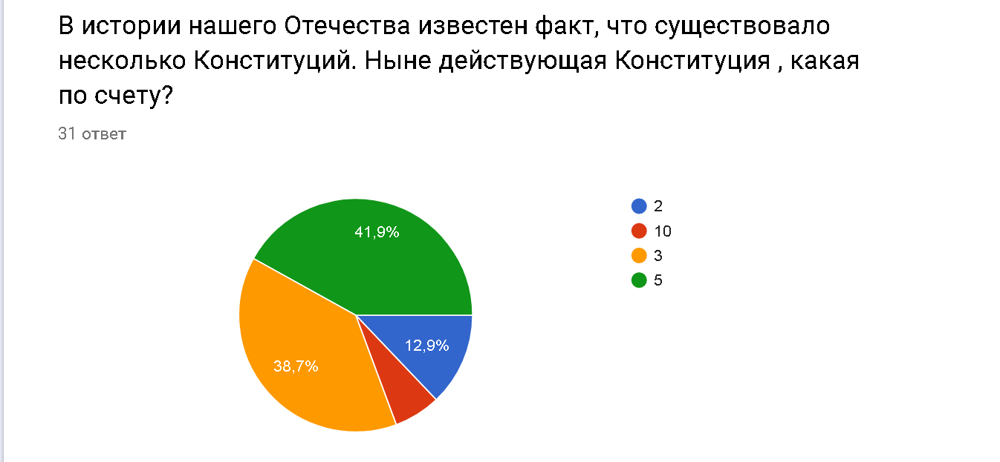 В истории нашего Отечества известен факт, что существовало
несколько Конституций. Ныне действующая Конституция , какая
по счету?
31 ответ
2
10
3
5
41,9%
12,9%
38,7%